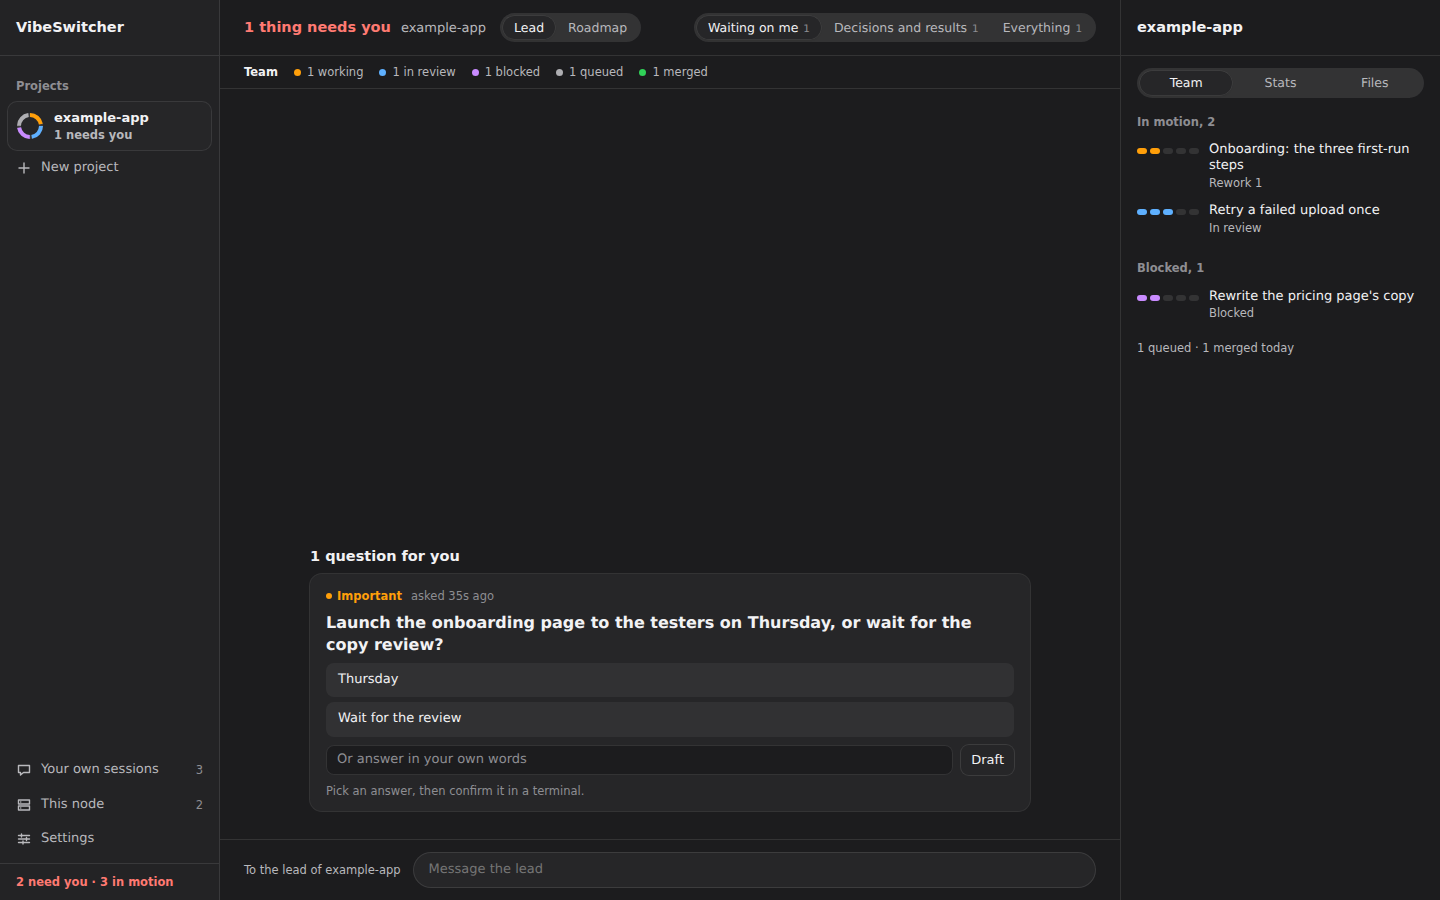 VibeSwitcher
Projects
example-app
1 needs you
New project
Your own sessions 3
This node 2
Settings
2 need you · 3 in motion
1 thing needs you example-app Lead Roadmap Waiting on me 1 Decisions and results 1 Everything 1
Team 1 working 1 in review 1 blocked 1 queued 1 merged
1 question for you
Important asked 35s ago
Launch the onboarding page to the testers on Thursday, or wait for the
copy review?
Thursday
Wait for the review
Or answer in your own words Draft
Pick an answer, then confirm it in a terminal.
To the lead of example-app Message the lead
example-app
Team Stats Files
In motion, 2
Onboarding: the three first-run
steps
Rework 1
Retry a failed upload once
In review
Blocked, 1
Rewrite the pricing page's copy
Blocked
1 queued · 1 merged today